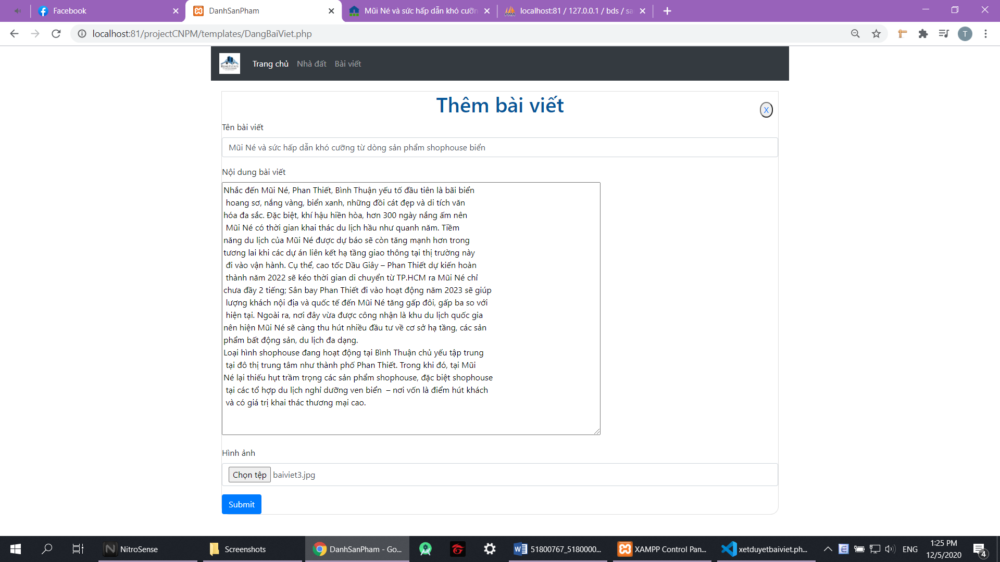 Facebook
DanhSanPham
Mũi Né và sức hấp dẫn khó cưỡn
localhost:81 / 127.0.0.1 / bds / sa
localhost:81/projectCNPM/templates/DangBaiViet.php
T
REAL ESTATE
Trang chủ
Nhà đất
Bài viết
Thêm bài viết
X
Tên bài viết
Mũi Né và sức hấp dẫn khó cưỡng từ dòng sản phẩm shophouse biển
Nội dung bài viết
Nhắc đến Mũi Né, Phan Thiết, Bình Thuận yếu tố đầu tiên là bãi biển
hoang sơ, nắng vàng, biển xanh, những đồi cát đẹp và di tích văn
hóa đa sắc. Đặc biệt, khí hậu hiền hòa, hơn 300 ngày nắng ấm nên
Mũi Né có thời gian khai thác du lịch hầu như quanh năm. Tiềm
năng du lịch của Mũi Né được dự báo sẽ còn tăng mạnh hơn trong
tương lai khi các dự án liên kết hạ tầng giao thông tại thị trường này
đi vào vận hành. Cụ thể, cao tốc Dầu Giây – Phan Thiết dự kiến hoàn
thành năm 2022 sẽ kéo thời gian di chuyển từ TP.HCM ra Mũi Né chỉ
chưa đầy 2 tiếng; Sân bay Phan Thiết đi vào hoạt động năm 2023 sẽ giúp
lượng khách nội địa và quốc tế đến Mũi Né tăng gấp đôi, gấp ba so với
hiện tại. Ngoài ra, nơi đây vừa được công nhận là khu du lịch quốc gia
nên hiện Mũi Né sẽ càng thu hút nhiều đầu tư về cơ sở hạ tầng, các sản
phẩm bất động sản, du lịch đa dạng.
Loại hình shophouse đang hoạt động tại Bình Thuận chủ yếu tập trung
tại đô thị trung tâm như thành phố Phan Thiết. Trong khi đó, tại Mũi
Né lại thiếu hụt trầm trọng các sản phẩm shophouse, đặc biệt shophouse
tại các tổ hợp du lịch nghỉ dưỡng ven biển – nơi vốn là điểm hút khách
và có giá trị khai thác thương mại cao.
Hình ảnh
Chọn tệp baiviet3.jpg
Submit
NitroSense
Screenshots
DanhSanPham - Go...
51800767_5180000...
XAMPP Control Pan...
xetduyetbaiviet.ph...
ENG
1:25 PM
12/5/2020
4